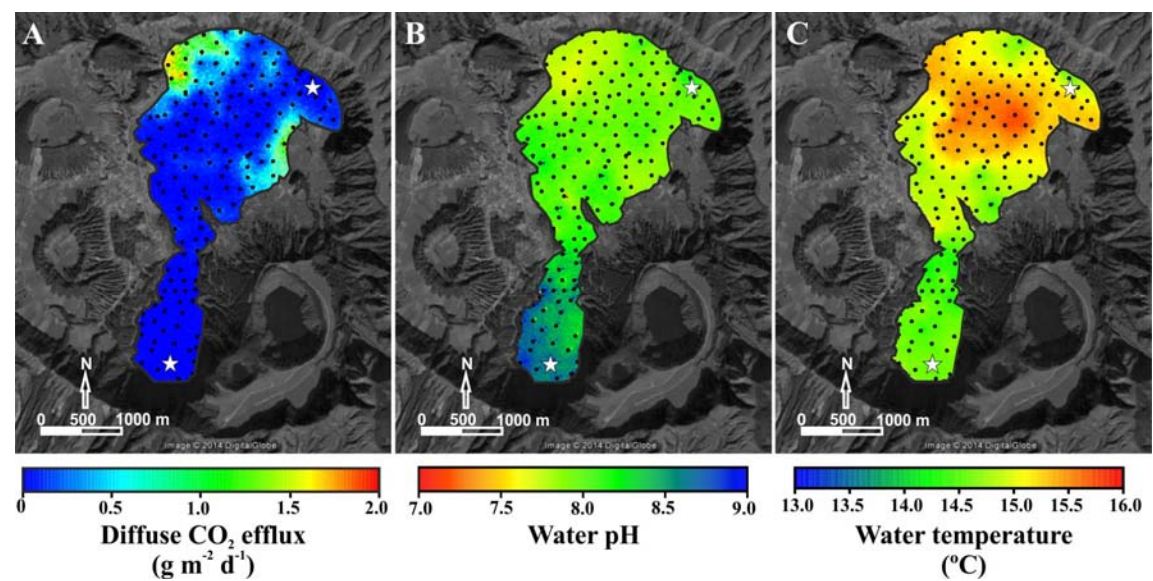 A
B
C
N
0 500 1000 m
Image © 2014 DigitalGlobe
N
0 500 1000 m
Image © 2014 DigitalGlobe
N
0 500 1000 m
Image © 2014 DigitalGlobe
0 0.5 1.0 1.5 2.0
Diffuse CO₂ efflux
(g m⁻² d⁻¹)
7.0 7.5 8.0 8.5 9.0
Water pH
13.0 13.5 14.0 14.5 15.0 15.5 16.0
Water temperature
(ºC)